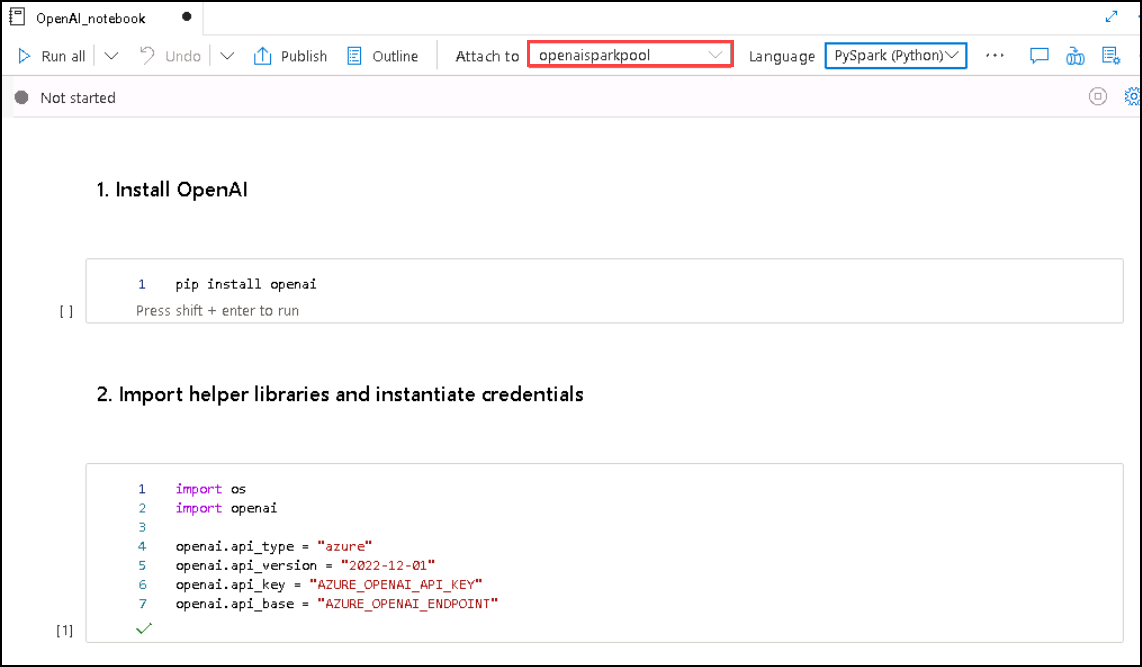 OpenAI_notebook
Run all Undo Publish Outline Attach to openaisparkpool Language PySpark (Python) ...
Not started
1. Install OpenAI
1 pip install openai
[ ] Press shift + enter to run
2. Import helper libraries and instantiate credentials
1 import os
2 import openai
3
4 openai.api_type = "azure"
5 openai.api_version = "2022-12-01"
6 openai.api_key = "AZURE_OPENAI_API_KEY"
7 openai.api_base = "AZURE_OPENAI_ENDPOINT"
[1]